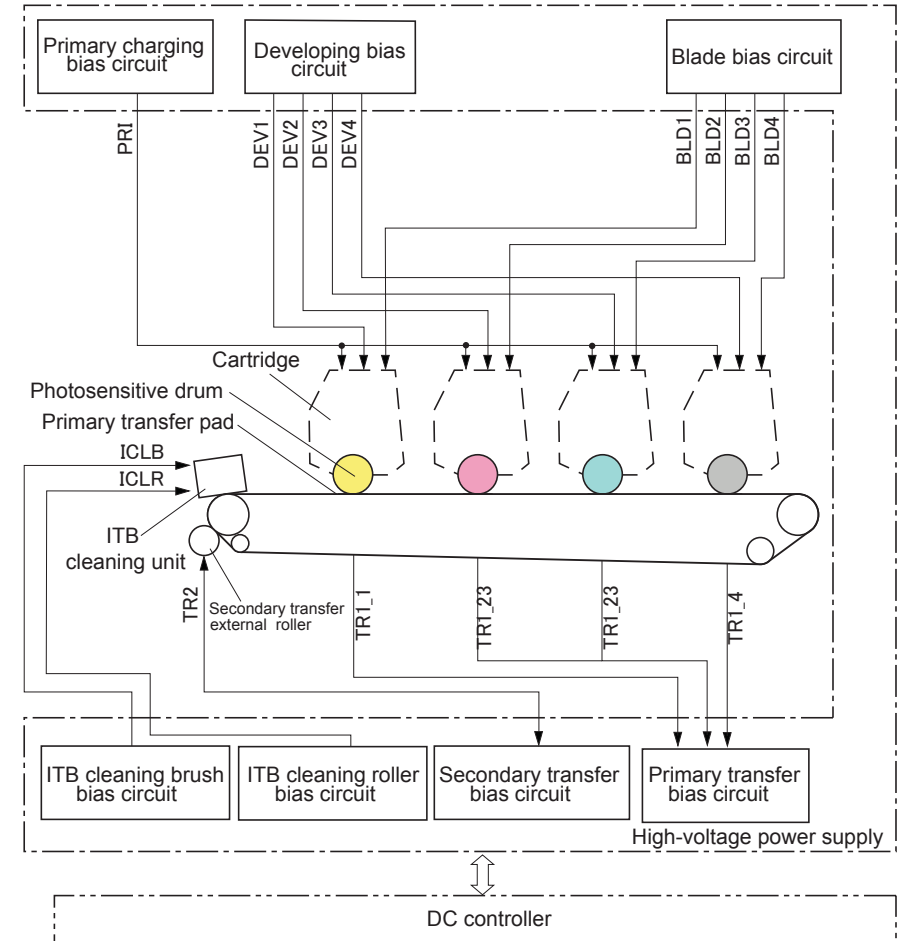 Primary charging
bias circuit
Developing bias
circuit
Blade bias circuit
PRI
DEV1
DEV2
DEV3
DEV4
BLD1
BLD2
BLD3
BLD4
Cartridge
Photosensitive drum
Primary transfer pad
ICLB
ICLR
ITB
cleaning unit
TR2
Secondary transfer
external roller
TR1_1
TR1_23
TR1_23
TR1_4
ITB cleaning brush
bias circuit
ITB cleaning roller
bias circuit
Secondary transfer
bias circuit
Primary transfer
bias circuit
High-voltage power supply
DC controller